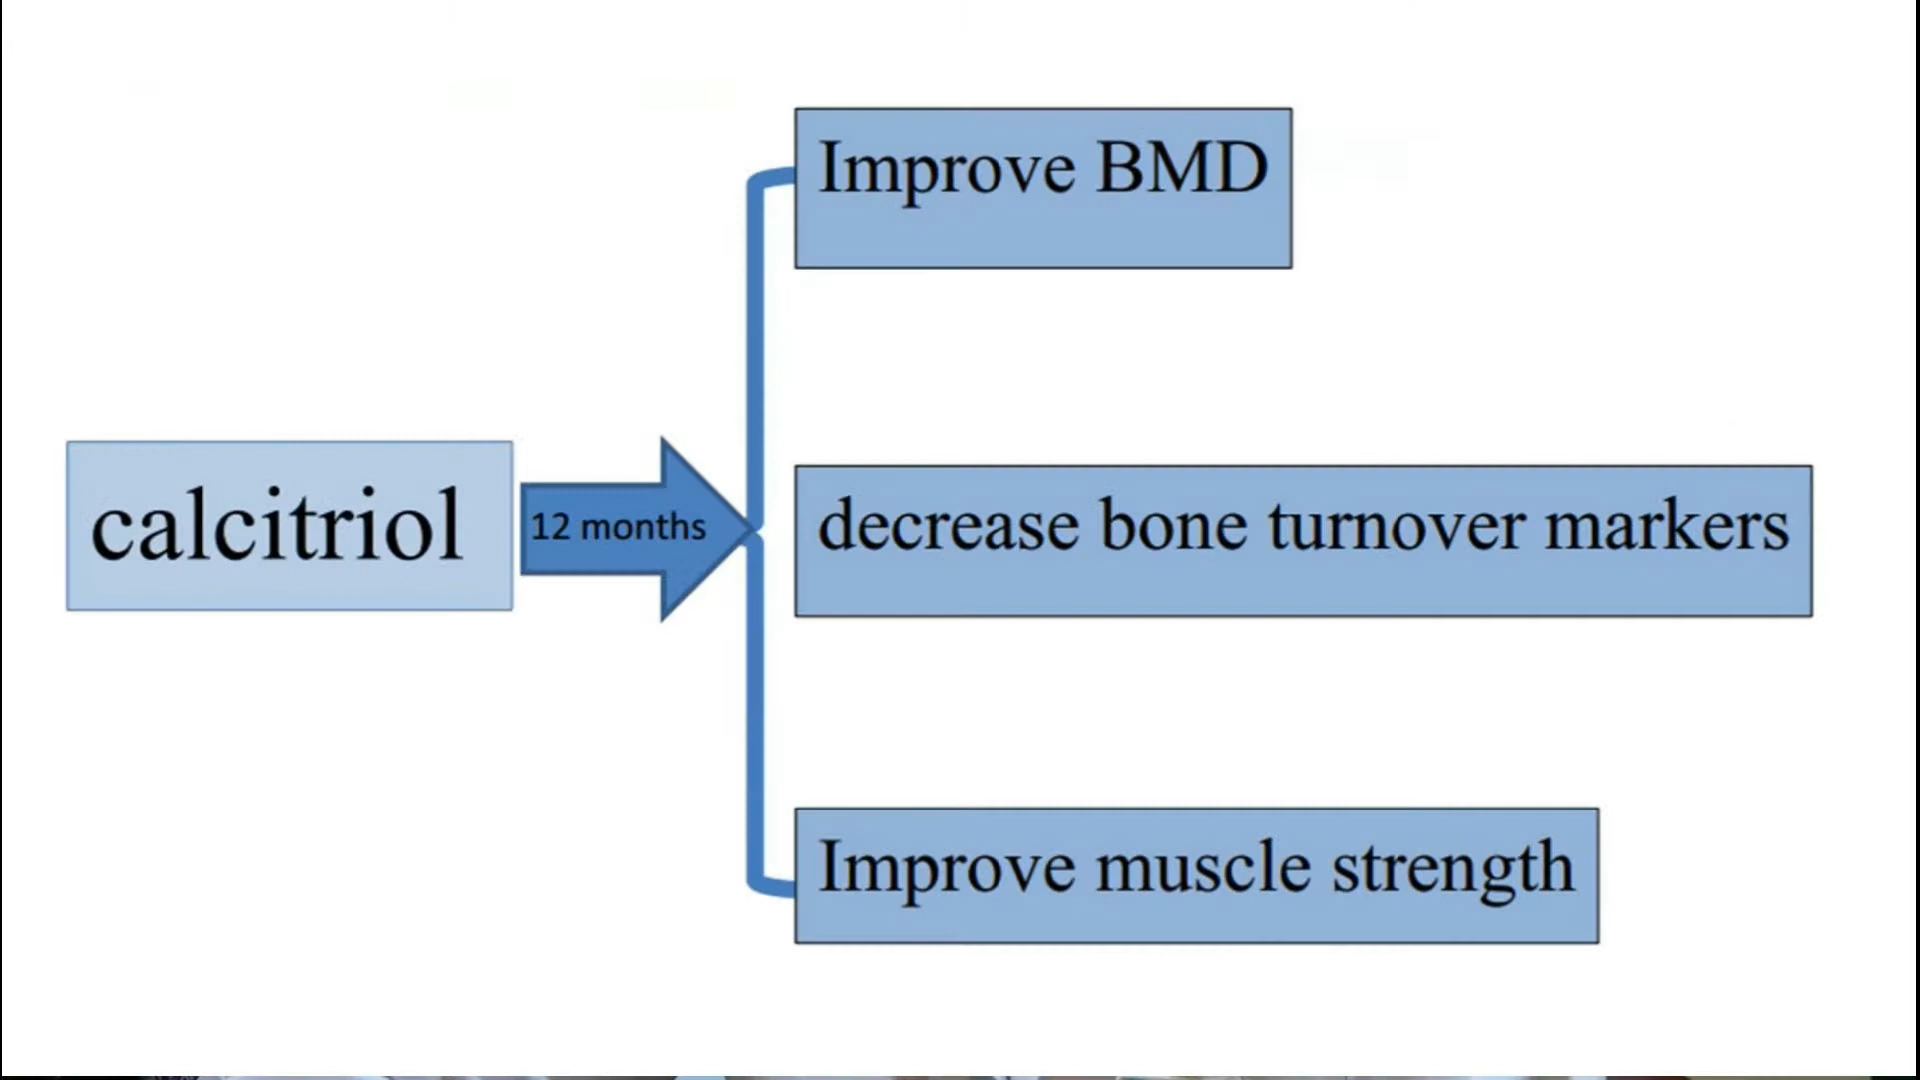 Improve BMD
calcitriol
12 months
decrease bone turnover markers
Improve muscle strength